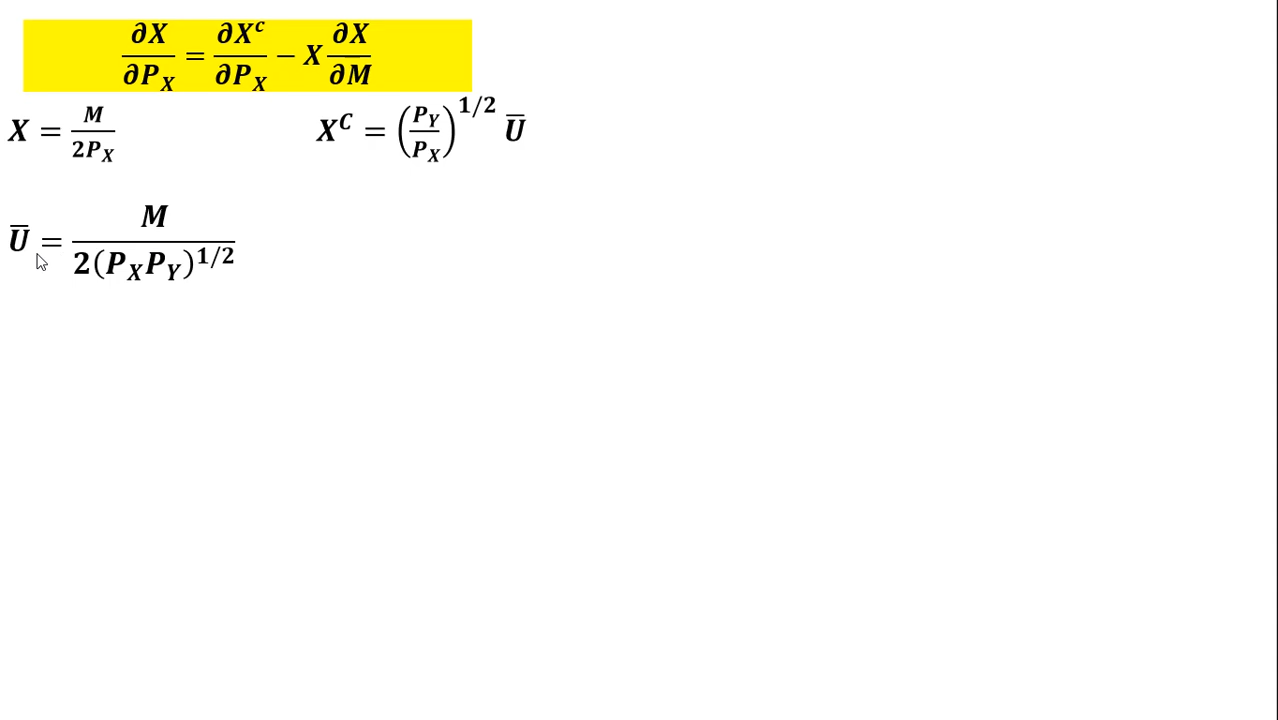 ∂X/∂P_X = ∂X^c/∂P_X − X ∂X/∂M
X = M/2P_X
X^C = (P_Y/P_X)^1/2 U̅
U̅ = M/2(P_X P_Y)^1/2